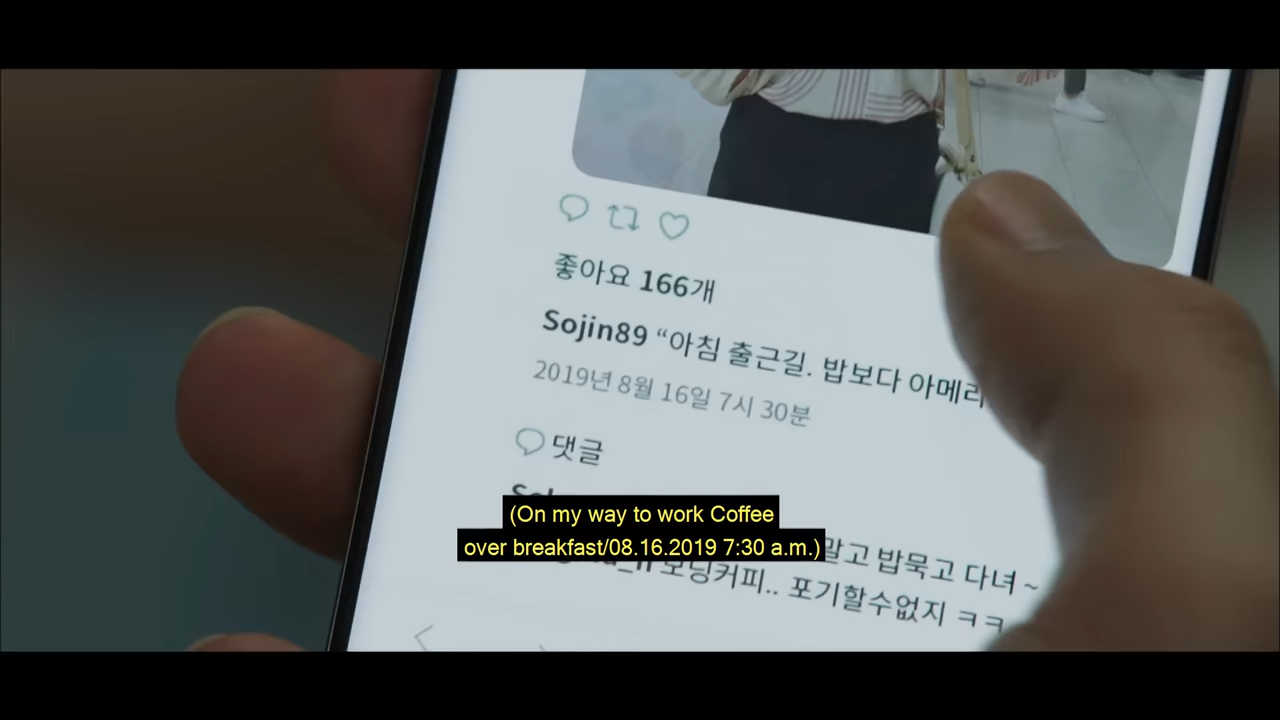 좋아요 166개
Sojin89 “아침 출근길. 밥보다 아메리
2019년 8월 16일 7시 30분
댓글
말고 밥묵고 다녀 ~
모닝커피.. 포기할수없지 ㅋㅋ
(On my way to work Coffee
over breakfast/08.16.2019 7:30 a.m.)